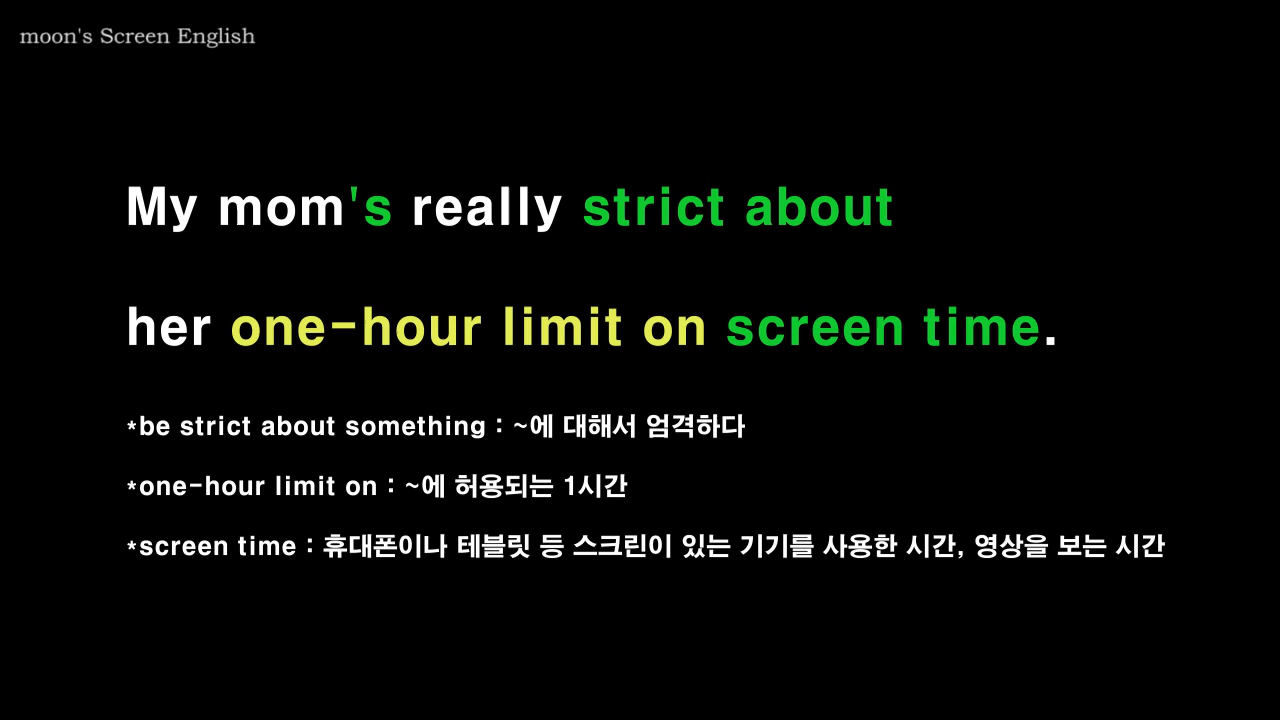 moon's Screen English
My mom's really strict about
her one-hour limit on screen time.
*be strict about something : ~에 대해서 엄격하다
*one-hour limit on : ~에 허용되는 1시간
*screen time : 휴대폰이나 테블릿 등 스크린이 있는 기기를 사용한 시간, 영상을 보는 시간